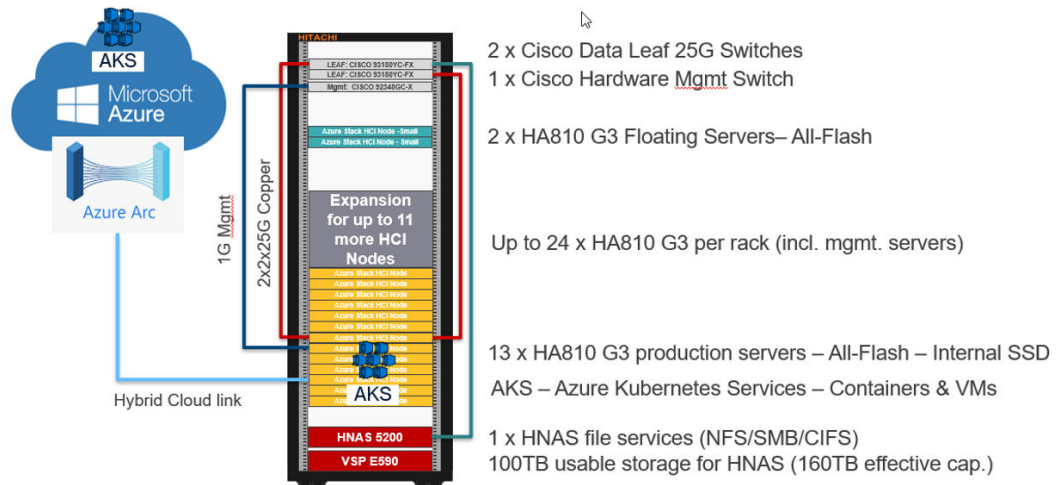 AKS
Microsoft
Azure
Azure Arc
Hybrid Cloud link
1G Mgmt
2x2x25G Copper
HITACHI
LEAF: CISCO 93180YC-FX
LEAF: CISCO 93180YC-FX
Mgmt: CISCO 92348GC-X
Azure Stack HCI Node -Small
Azure Stack HCI Node - Small
Expansion
for up to 11
more HCI
Nodes
Azure Stack HCI Node
Azure Stack HCI Node
Azure Stack HCI Node
Azure Stack HCI Node
Azure Stack HCI Node
Azure Stack HCI Node
Azure Stack HCI Node
AKS
HNAS 5200
VSP E590
2 x Cisco Data Leaf 25G Switches
1 x Cisco Hardware Mgmt Switch
2 x HA810 G3 Floating Servers– All-Flash
Up to 24 x HA810 G3 per rack (incl. mgmt. servers)
13 x HA810 G3 production servers – All-Flash – Internal SSD
AKS – Azure Kubernetes Services – Containers & VMs
1 x HNAS file services (NFS/SMB/CIFS)
100TB usable storage for HNAS (160TB effective cap.)